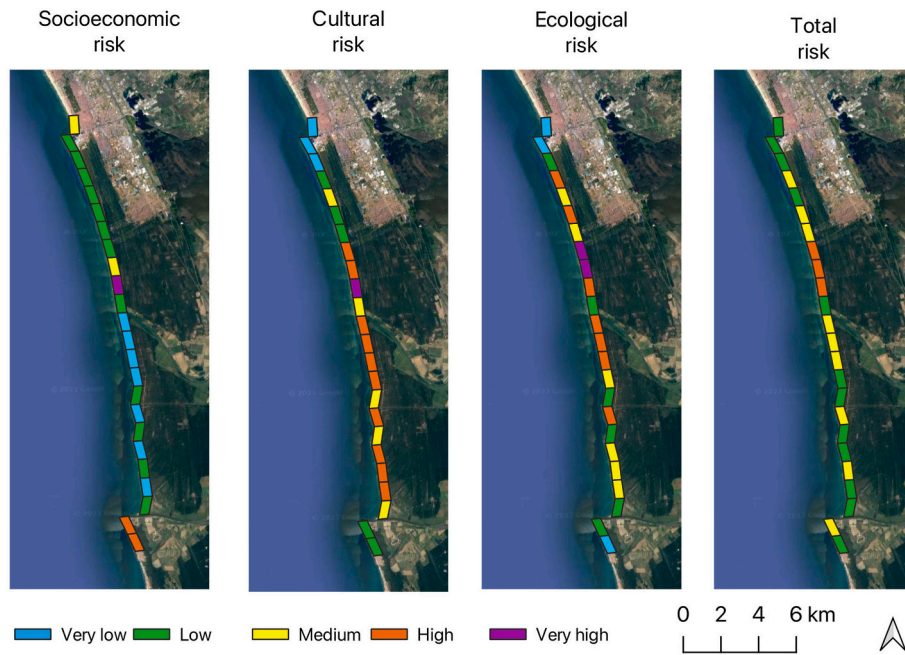 Socioeconomic
risk
Cultural
risk
Ecological
risk
Total
risk
Very low
Low
Medium
High
Very high
0 2 4 6 km